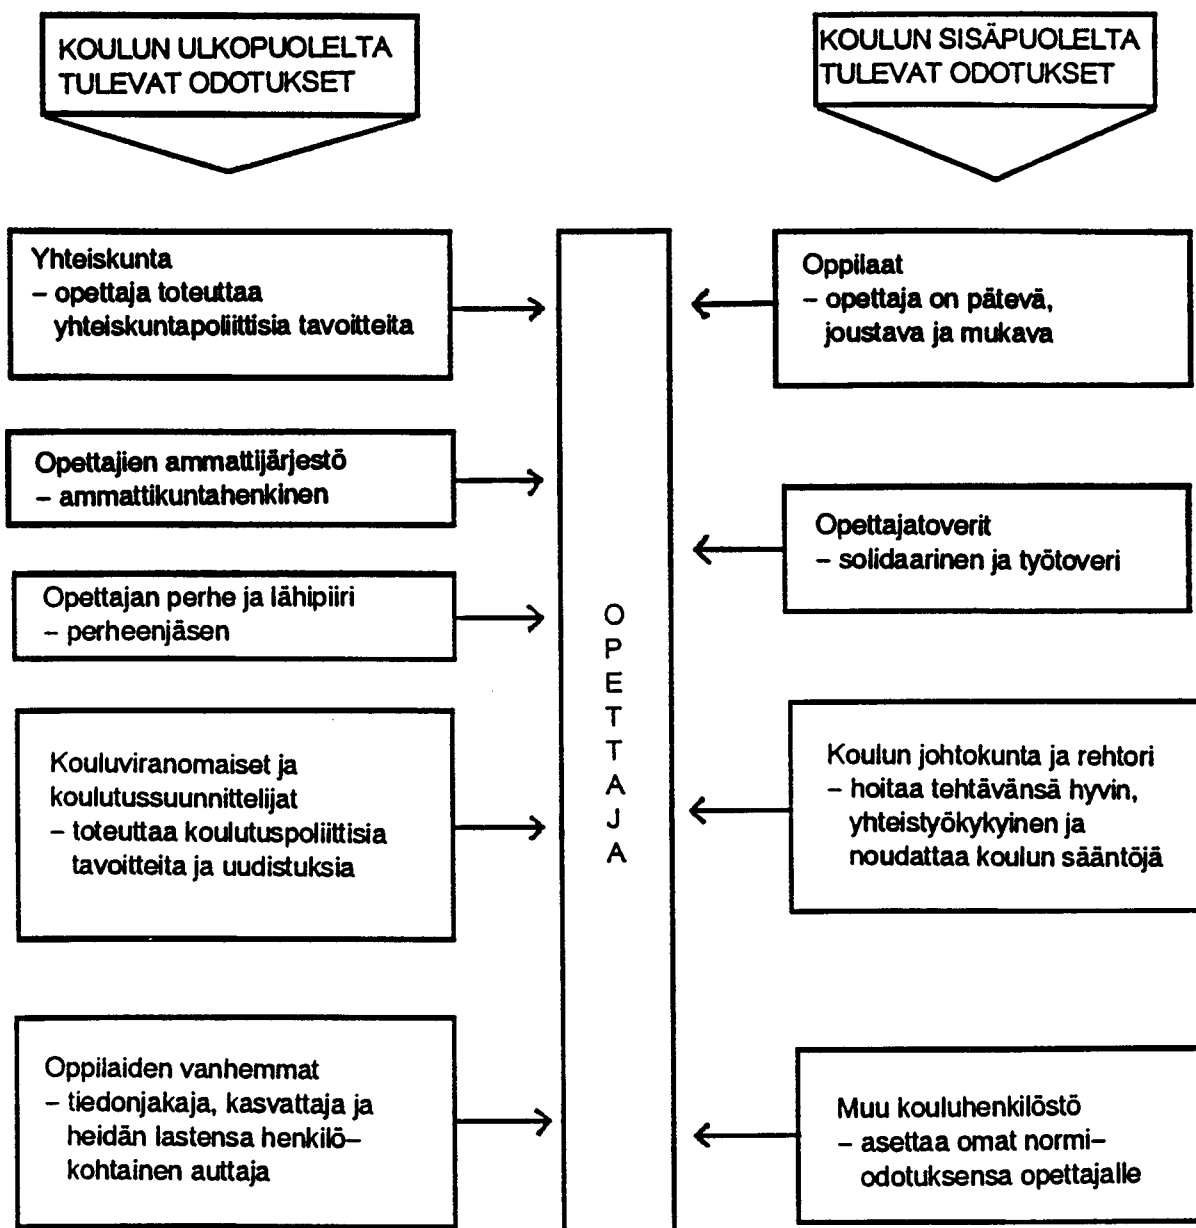 KOULUN ULKOPUOLELTA
TULEVAT ODOTUKSET
KOULUN SISÄPUOLELTA
TULEVAT ODOTUKSET
Yhteiskunta
– opettaja toteuttaa
yhteiskuntapoliittisia tavoitteita
Opettajien ammattijärjestö
– ammattikuntahenkinen
Opettajan perhe ja lähipiiri
– perheenjäsen
Kouluviranomaiset ja
koulutussuunnittelijat
– toteuttaa koulutuspoliittisia
tavoitteita ja uudistuksia
Oppilaiden vanhemmat
– tiedonjakaja, kasvattaja ja
heidän lastensa henkilö–
kohtainen auttaja
OPETTAJA
Oppilaat
– opettaja on pätevä,
joustava ja mukava
Opettajatoverit
– solidaarinen ja työtoveri
Koulun johtokunta ja rehtori
– hoitaa tehtävänsä hyvin,
yhteistyökykyinen ja
noudattaa koulun sääntöjä
Muu kouluhenkilöstö
– asettaa omat normi–
odotuksensa opettajalle